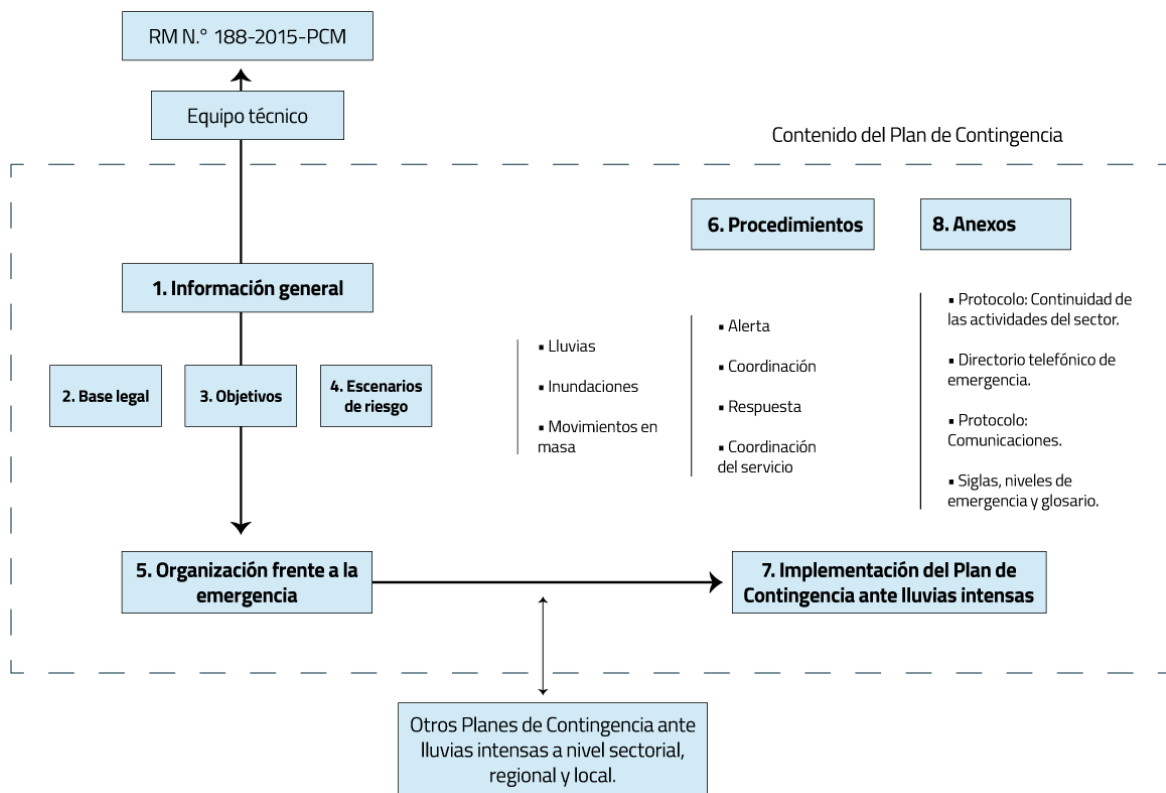 RM N.° 188-2015-PCM
Equipo técnico
Contenido del Plan de Contingencia
1. Información general
2. Base legal
3. Objetivos
4. Escenarios
de riesgo
▪ Lluvias
▪ Inundaciones
▪ Movimientos en
masa
6. Procedimientos
▪ Alerta
▪ Coordinación
▪ Respuesta
▪ Coordinación
del servicio
8. Anexos
▪ Protocolo: Continuidad de
las actividades del sector.
▪ Directorio telefónico de
emergencia.
▪ Protocolo:
Comunicaciones.
▪ Siglas, niveles de
emergencia y glosario.
5. Organización frente a la
emergencia
7. Implementación del Plan de
Contingencia ante lluvias intensas
Otros Planes de Contingencia ante
lluvias intensas a nivel sectorial,
regional y local.